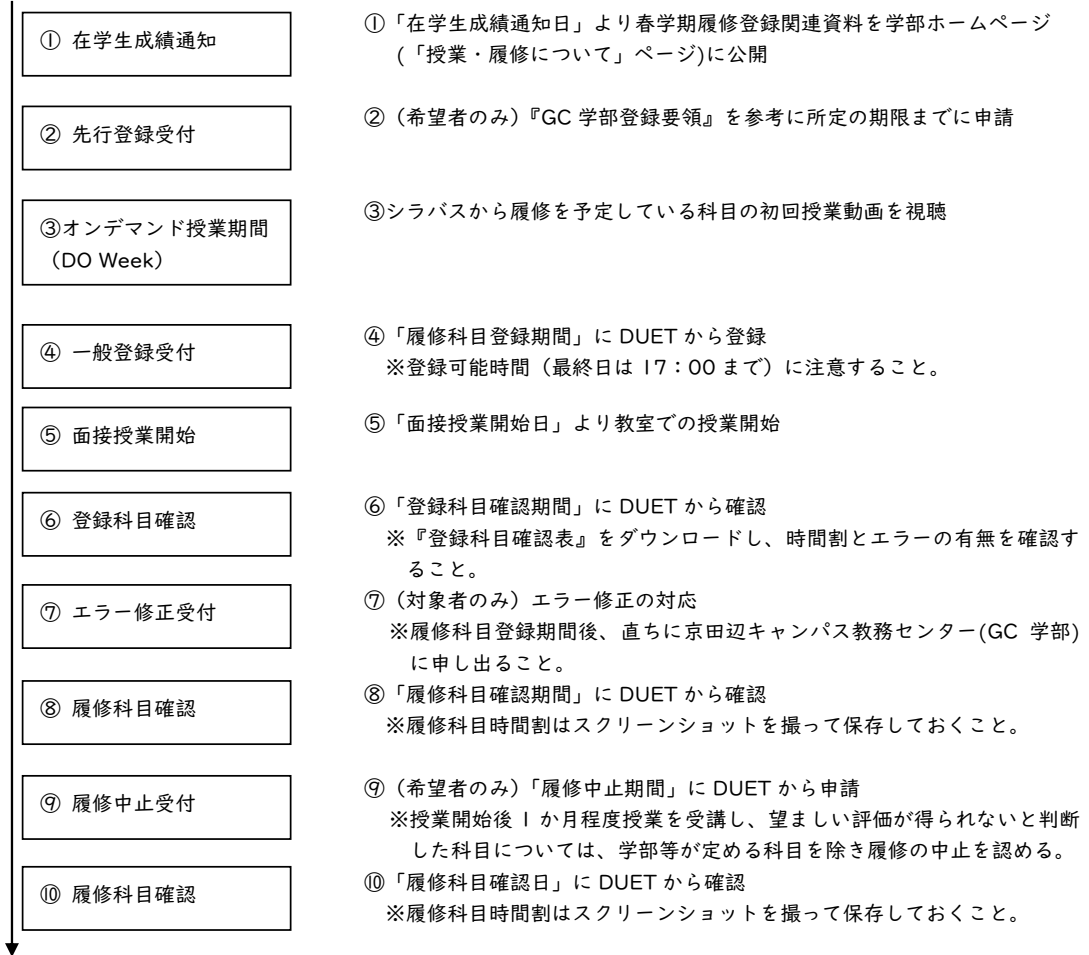 ① 在学生成績通知
①「在学生成績通知日」より春学期履修登録関連資料を学部ホームページ
(「授業・履修について」ページ)に公開
② 先行登録受付
②（希望者のみ）『GC 学部登録要領』を参考に所定の期限までに申請
③オンデマンド授業期間
（DO Week）
③シラバスから履修を予定している科目の初回授業動画を視聴
④ 一般登録受付
④「履修科目登録期間」に DUET から登録
※登録可能時間（最終日は 17：00 まで）に注意すること。
⑤ 面接授業開始
⑤「面接授業開始日」より教室での授業開始
⑥ 登録科目確認
⑥「登録科目確認期間」に DUET から確認
※『登録科目確認表』をダウンロードし、時間割とエラーの有無を確認す
ること。
⑦ エラー修正受付
⑦（対象者のみ）エラー修正の対応
※履修科目登録期間後、直ちに京田辺キャンパス教務センター(GC 学部)
に申し出ること。
⑧ 履修科目確認
⑧「履修科目確認期間」に DUET から確認
※履修科目時間割はスクリーンショットを撮って保存しておくこと。
⑨ 履修中止受付
⑨（希望者のみ）「履修中止期間」に DUET から申請
※授業開始後 1 か月程度授業を受講し、望ましい評価が得られないと判断
した科目については、学部等が定める科目を除き履修の中止を認める。
⑩ 履修科目確認
⑩「履修科目確認日」に DUET から確認
※履修科目時間割はスクリーンショットを撮って保存しておくこと。